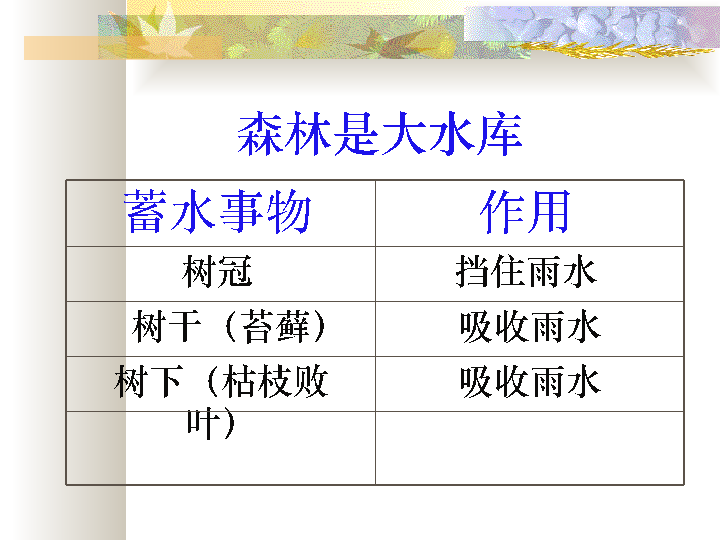 森林是大水库
蓄水事物 作用
树冠 挡住雨水
树干（苔藓） 吸收雨水
树下（枯枝败 吸收雨水
叶）